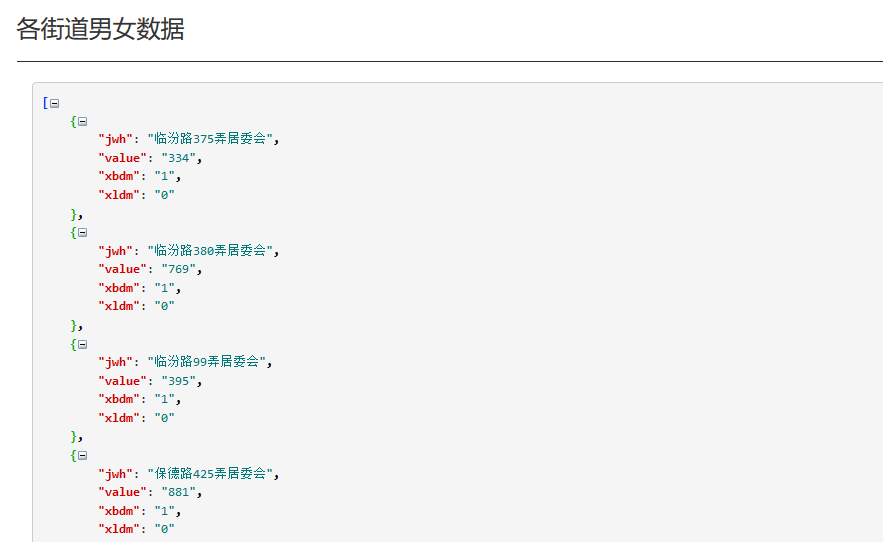 各街道男女数据
[
{
"jwh": "临汾路375弄居委会",
"value": "334",
"xbdm": "1",
"xldm": "0"
},
{
"jwh": "临汾路380弄居委会",
"value": "769",
"xbdm": "1",
"xldm": "0"
},
{
"jwh": "临汾路99弄居委会",
"value": "395",
"xbdm": "1",
"xldm": "0"
},
{
"jwh": "保德路425弄居委会",
"value": "881",
"xbdm": "1",
"xldm": "0"